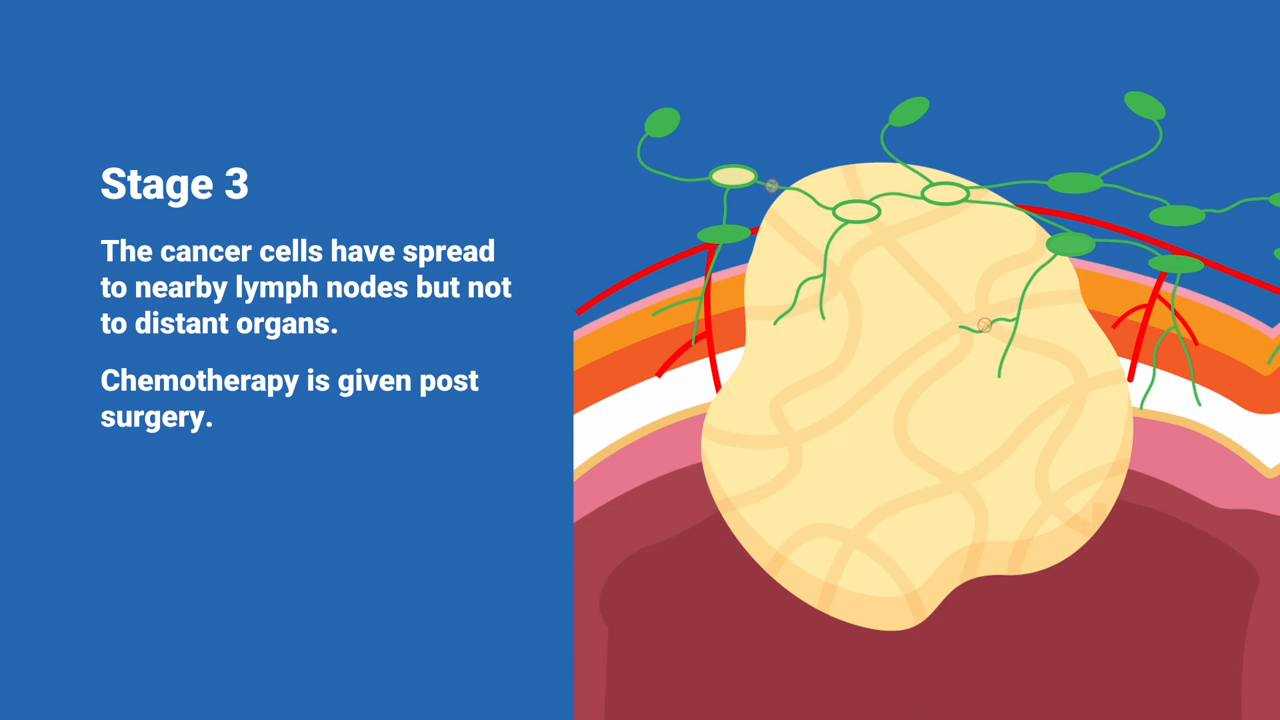 Stage 3
The cancer cells have spread
to nearby lymph nodes but not
to distant organs.
Chemotherapy is given post
surgery.